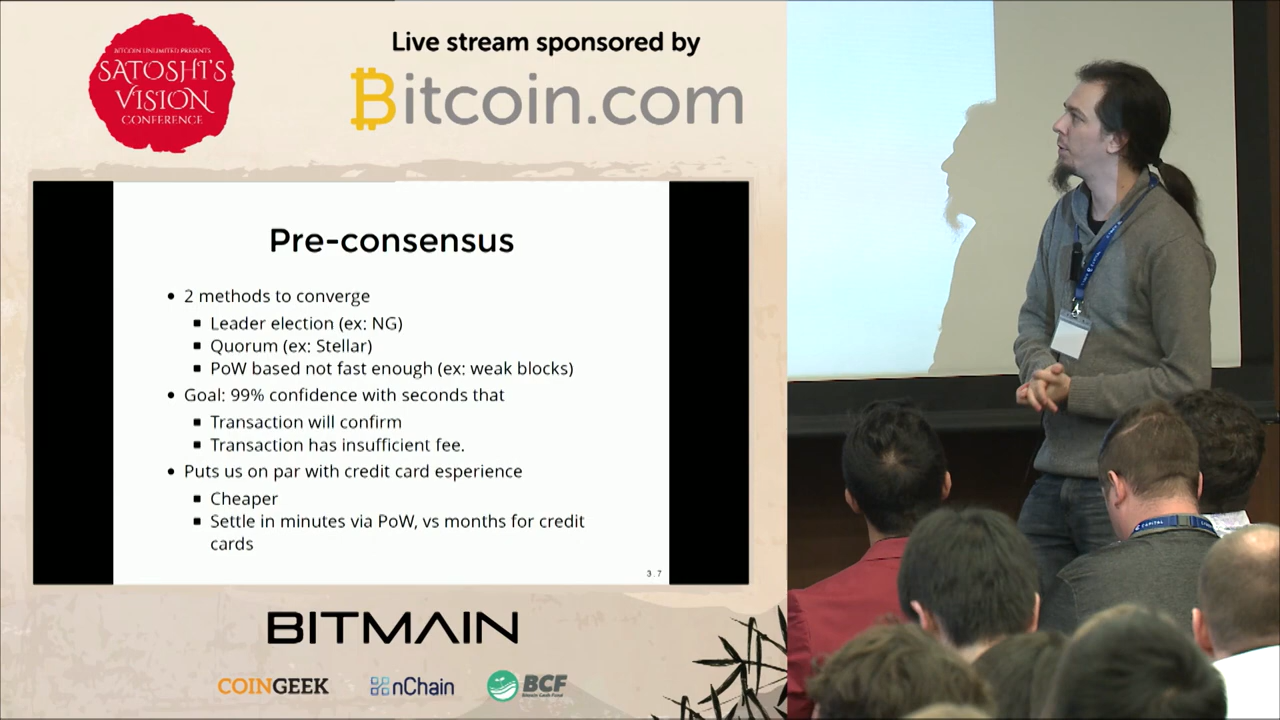 BITCOIN UNLIMITED PRESENTS
SATOSHI'S
VISION
CONFERENCE
Live stream sponsored by
Bitcoin.com
Pre-consensus
• 2 methods to converge
▪ Leader election (ex: NG)
▪ Quorum (ex: Stellar)
▪ PoW based not fast enough (ex: weak blocks)
• Goal: 99% confidence with seconds that
▪ Transaction will confirm
▪ Transaction has insufficient fee.
• Puts us on par with credit card esperience
▪ Cheaper
▪ Settle in minutes via PoW, vs months for credit
cards
3.7
BITMAIN
COINGEEK
nChain
BCF
CAPITAL